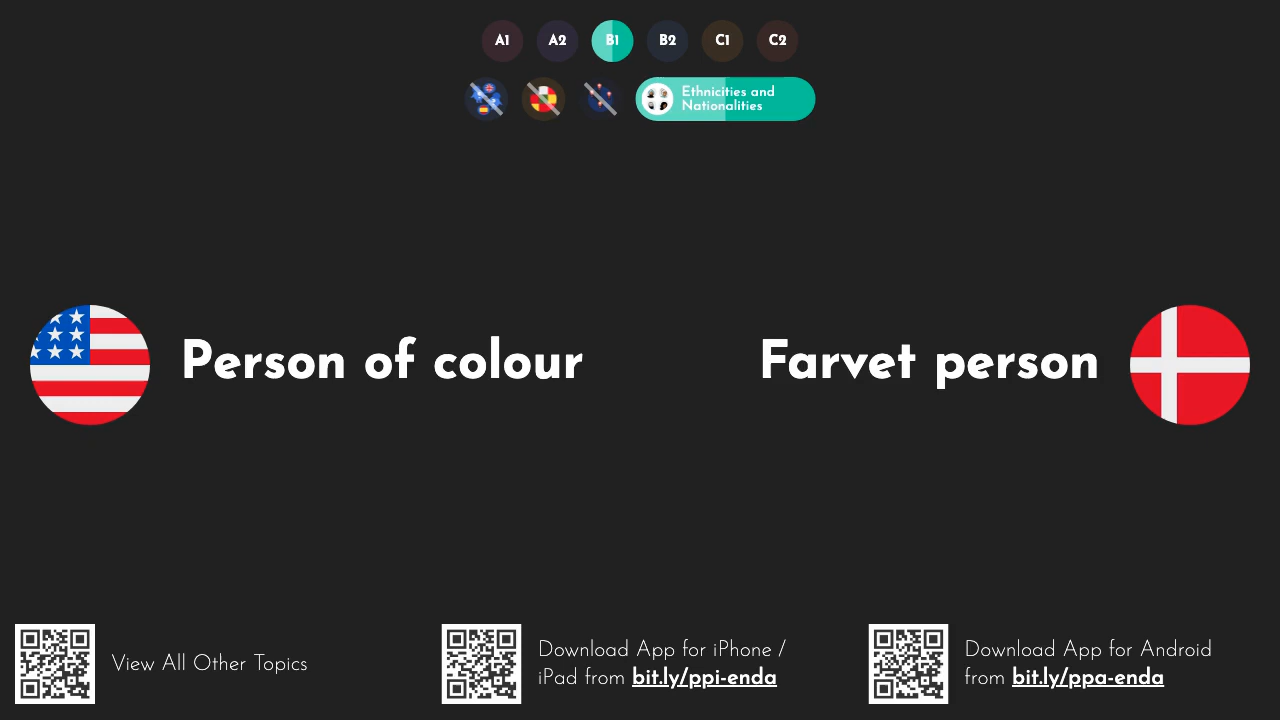 A1 A2 B1 B2 C1 C2
Ethnicities and
Nationalities
Person of colour
Farvet person
View All Other Topics
Download App for iPhone /
iPad from bit.ly/ppi-enda
Download App for Android
from bit.ly/ppa-enda